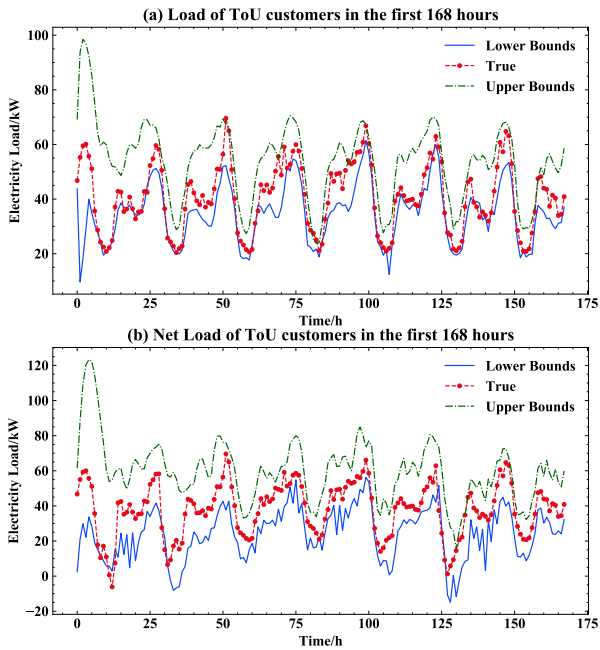 (a) Load of ToU customers in the first 168 hours
100
80
60
40
20
Electricity Load/kW
Lower Bounds
True
Upper Bounds
0 25 50 75 100 125 150 175
Time/h
(b) Net Load of ToU customers in the first 168 hours
120
100
80
60
40
20
0
−20
Electricity Load/kW
Lower Bounds
True
Upper Bounds
0 25 50 75 100 125 150 175
Time/h